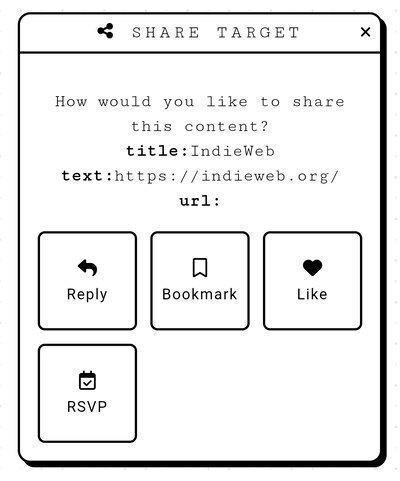 SHARE TARGET
How would you like to share
this content?
title:IndieWeb
text:https://indieweb.org/
url:
Reply
Bookmark
Like
RSVP